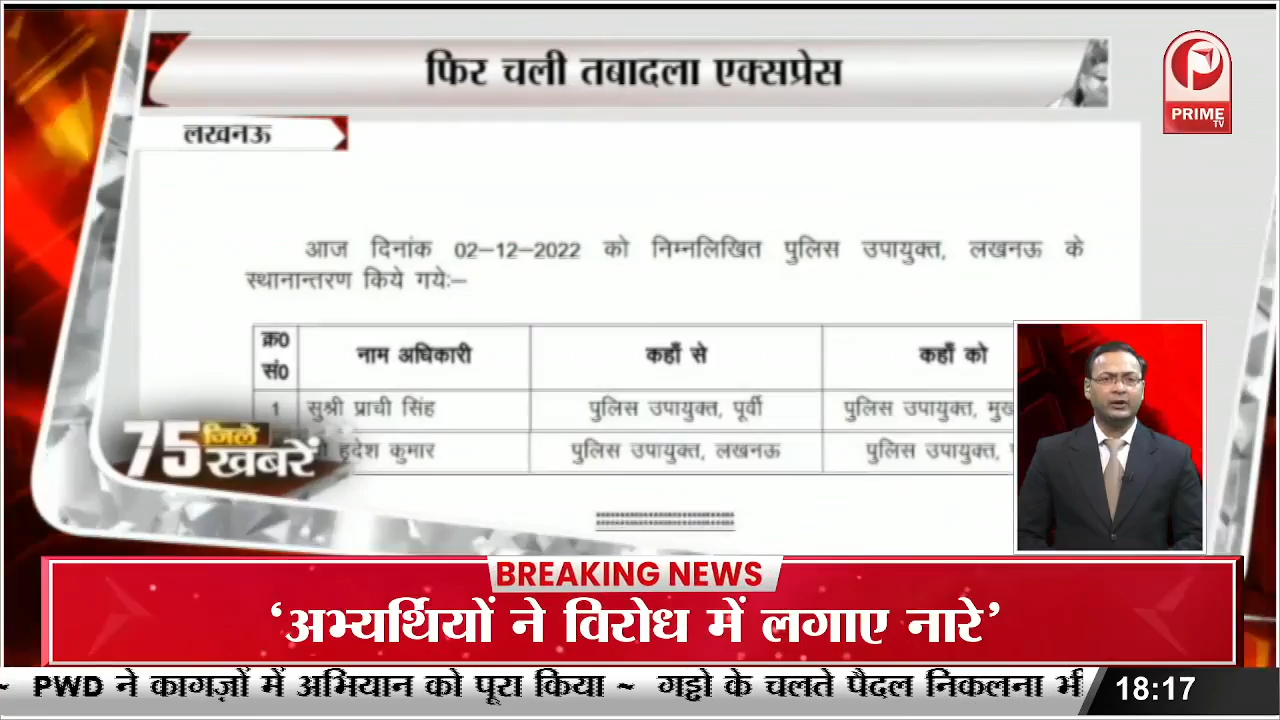 फिर चली तबादला एक्सप्रेस
PRIME
TV
लखनऊ
आज दिनांक 02-12-2022 को निम्नलिखित पुलिस उपायुक्त, लखनऊ के
स्थानान्तरण किये गये:-
क्र0 सं0 नाम अधिकारी कहाँ से कहाँ को
1 सुश्री प्राची सिंह पुलिस उपायुक्त, पूर्वी पुलिस उपायुक्त,
हृदेश कुमार पुलिस उपायुक्त, लखनऊ पुलिस उपायुक्त,
75 जिले
खबरें
BREAKING NEWS
‘अभ्यर्थियों ने विरोध में लगाए नारे’
~ PWD ने कागज़ों में अभियान को पूरा किया ~ गड्ढो के चलते पैदल निकलना भी
18:17